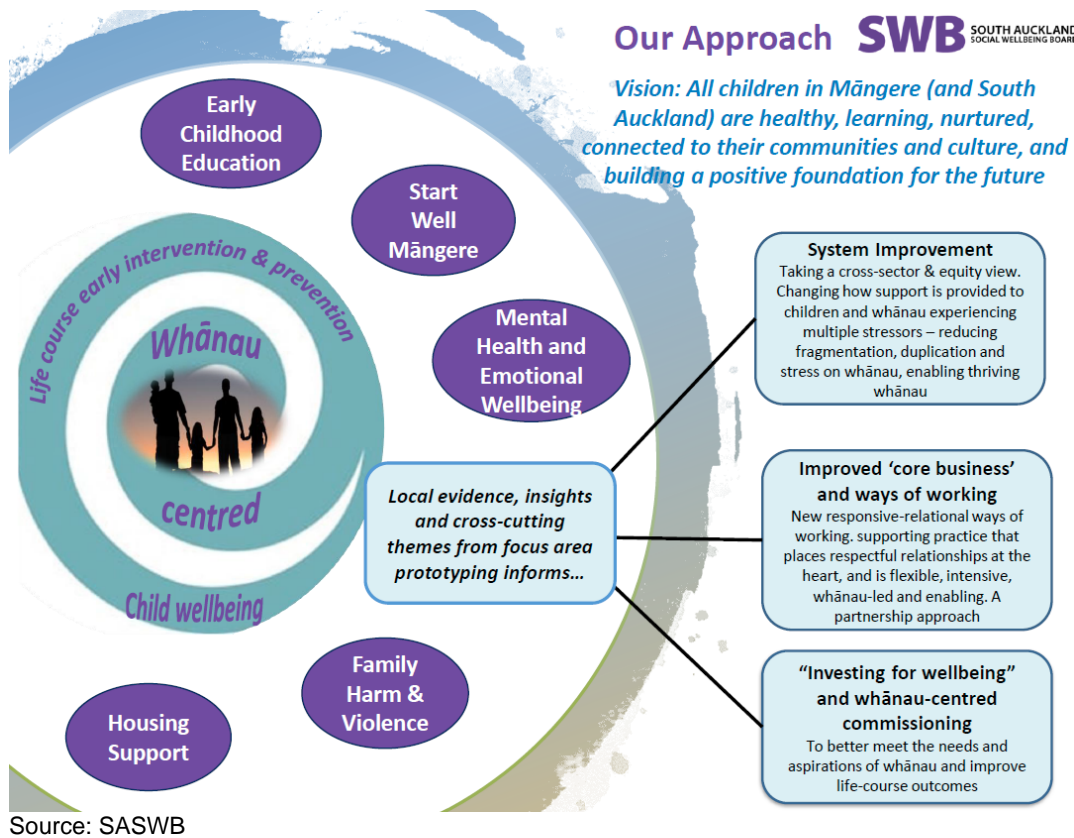 Our Approach
SWB
SOUTH AUCKLAND
SOCIAL WELLBEING BOARD
Vision: All children in Māngere (and South
Auckland) are healthy, learning, nurtured,
connected to their communities and culture, and
building a positive foundation for the future
Early
Childhood
Education
Start
Well
Māngere
Mental
Health and
Emotional
Wellbeing
Life course early intervention & prevention
Whānau
centred
Child wellbeing
Local evidence, insights
and cross-cutting
themes from focus area
prototyping informs...
Family
Harm &
Violence
Housing
Support
System Improvement
Taking a cross-sector & equity view.
Changing how support is provided to
children and whānau experiencing
multiple stressors – reducing
fragmentation, duplication and
stress on whānau, enabling thriving
whānau
Improved ‘core business’
and ways of working
New responsive-relational ways of
working. supporting practice that
places respectful relationships at the
heart, and is flexible, intensive,
whānau-led and enabling. A
partnership approach
“Investing for wellbeing”
and whānau-centred
commissioning
To better meet the needs and
aspirations of whānau and improve
life-course outcomes
Source: SASWB